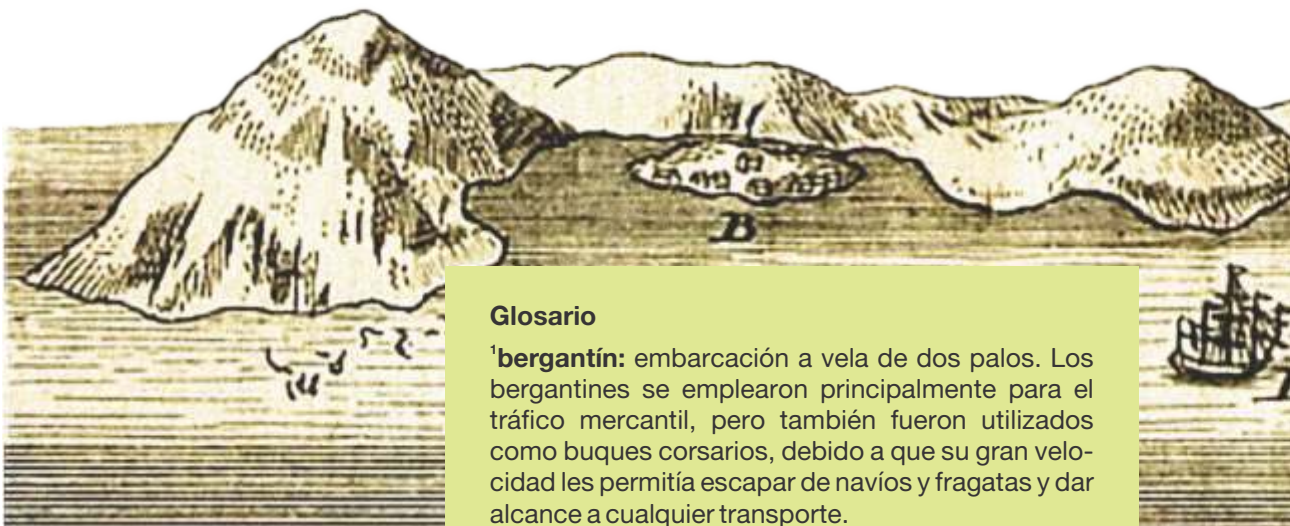 B
Glosario
¹bergantín: embarcación a vela de dos palos. Los
bergantines se emplearon principalmente para el
tráfico mercantil, pero también fueron utilizados
como buques corsarios, debido a que su gran velo-
cidad les permitía escapar de navíos y fragatas y dar
alcance a cualquier transporte.